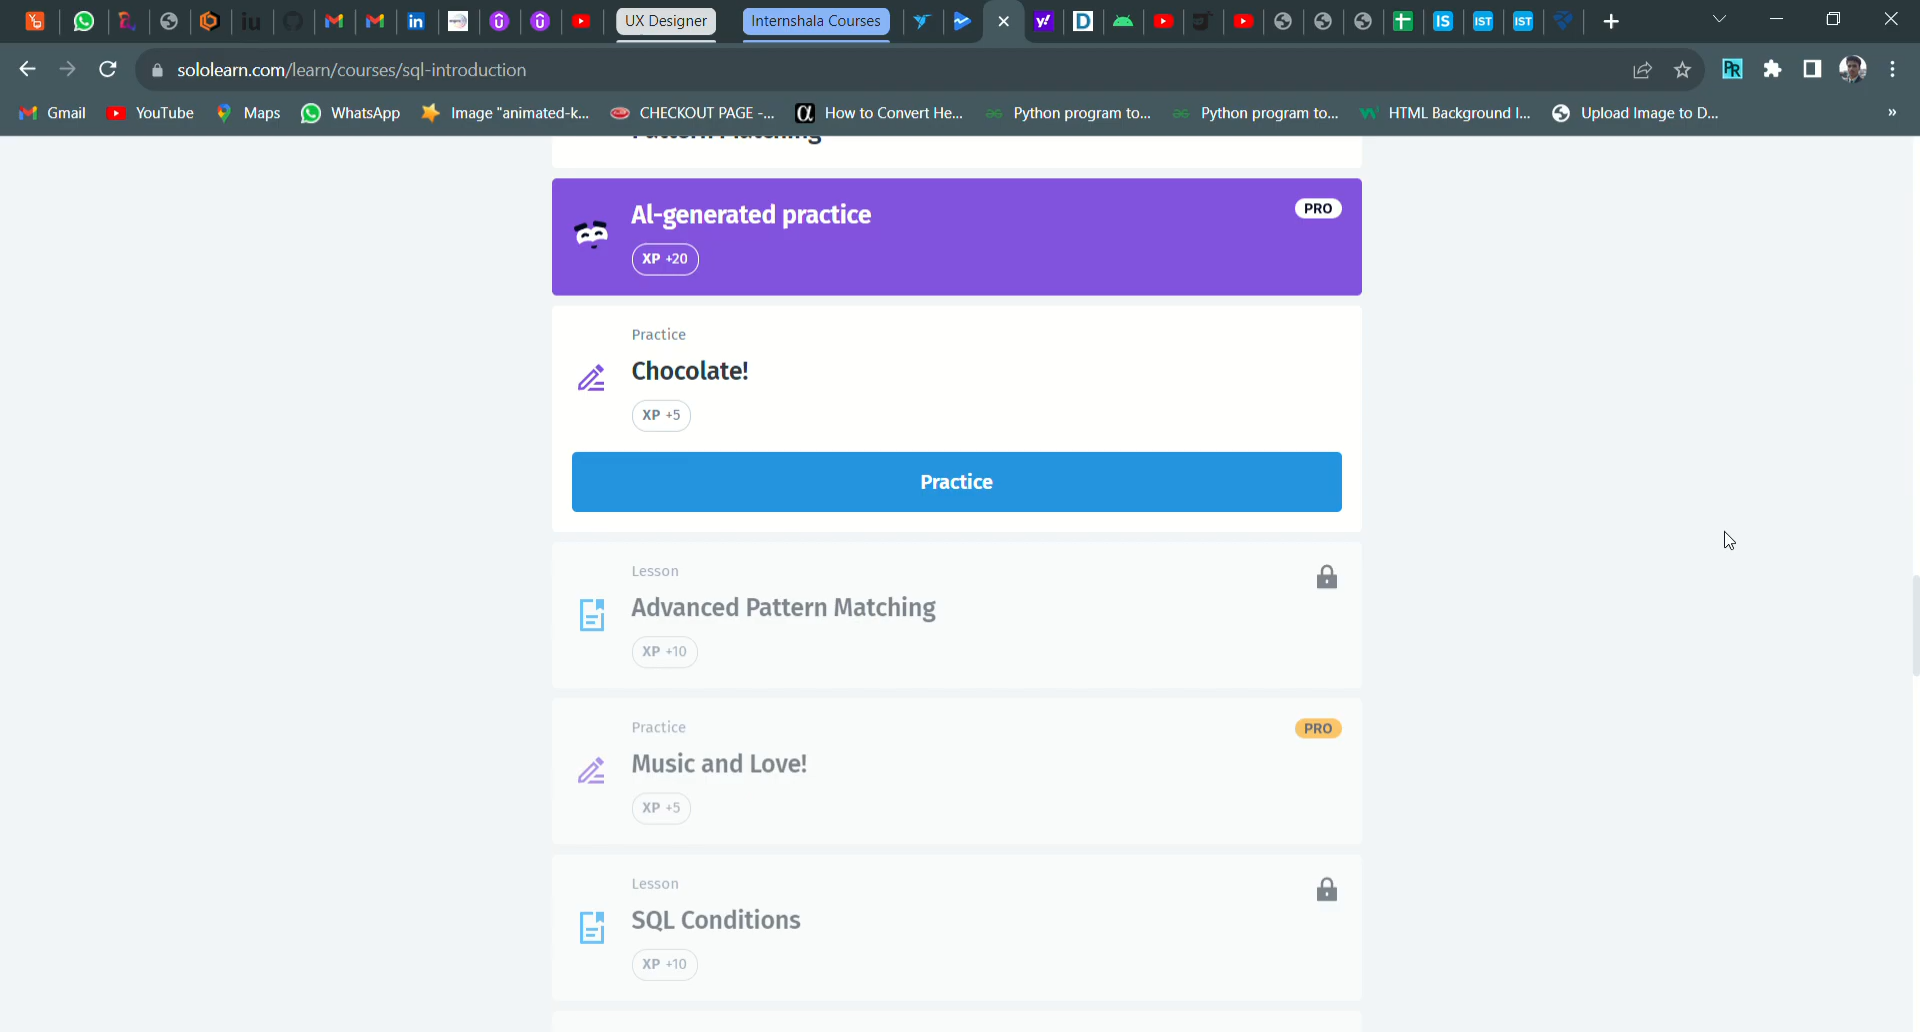 UX Designer
Internshala Courses
sololearn.com/learn/courses/sql-introduction
Gmail
YouTube
Maps
WhatsApp
Image "animated-k...
CHECKOUT PAGE -...
How to Convert He...
Python program to...
Python program to...
HTML Background I...
Upload Image to D...
»
Pattern Matching
AI-generated practice
PRO
XP +20
Practice
Chocolate!
XP +5
Practice
Lesson
Advanced Pattern Matching
XP +10
Practice
PRO
Music and Love!
XP +5
Lesson
SQL Conditions
XP +10